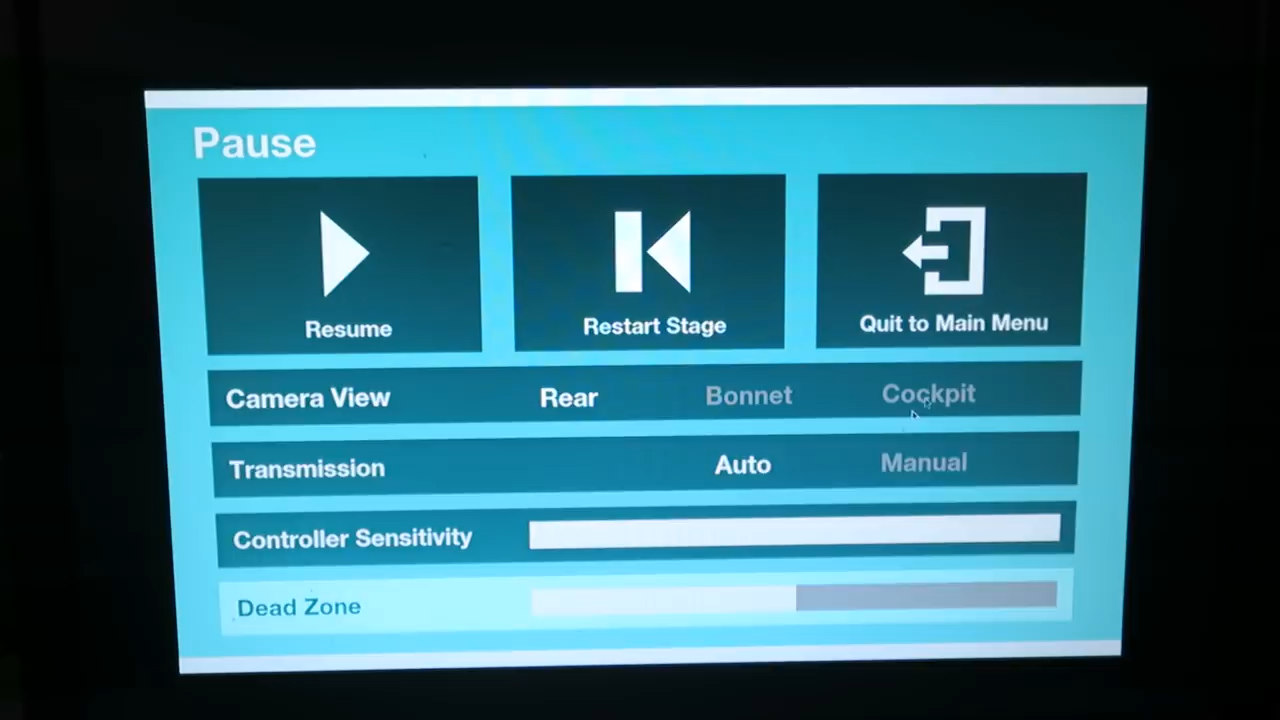 Pause
Resume
Restart Stage
Quit to Main Menu
Camera View Rear Bonnet Cockpit
Transmission Auto Manual
Controller Sensitivity
Dead Zone